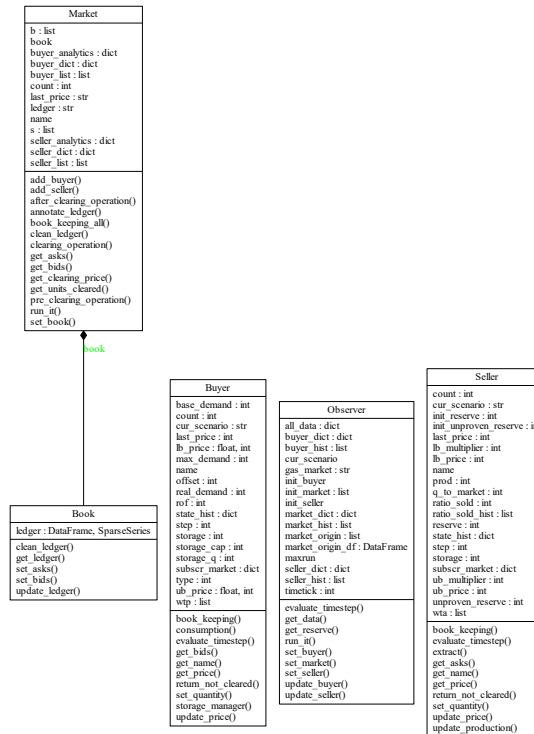 Market
b : list
book
buyer_analytics : dict
buyer_dict : dict
buyer_list : list
count : int
last_price : str
ledger : str
name
s : list
seller_analytics : dict
seller_dict : dict
seller_list : list
add_buyer()
add_seller()
after_clearing_operation()
annotate_ledger()
book_keeping_all()
clean_ledger()
clearing_operation()
get_asks()
get_bids()
get_clearing_price()
get_units_cleared()
pre_clearing_operation()
run_it()
set_book()
book
Book
ledger : DataFrame, SparseSeries
clean_ledger()
get_ledger()
set_asks()
set_bids()
update_ledger()
Buyer
base_demand : int
count : int
cur_scenario : str
last_price : int
lb_price : float, int
max_demand : int
name
offset : int
real_demand : int
rof : int
state_hist : dict
step : int
storage : int
storage_cap : int
storage_q : int
subscr_market : dict
type : int
ub_price : float, int
wtp : list
book_keeping()
consumption()
evaluate_timestep()
get_bids()
get_name()
get_price()
return_not_cleared()
set_quantity()
storage_manager()
update_price()
Observer
all_data : dict
buyer_dict : dict
buyer_hist : list
cur_scenario
gas_market : str
init_buyer
init_market : list
init_seller
market_dict : dict
market_hist : list
market_origin : list
market_origin_df : DataFrame
maxrun
seller_dict : dict
seller_hist : list
timetick : int
evaluate_timestep()
get_data()
get_reserve()
run_it()
set_buyer()
set_market()
set_seller()
update_buyer()
update_seller()
Seller
count : int
cur_scenario : str
init_reserve : int
init_unproven_reserve : in
last_price : int
lb_multiplier : int
lb_price : int
name
prod : int
q_to_market : int
ratio_sold : int
ratio_sold_hist : list
reserve : int
state_hist : dict
step : int
storage : int
subscr_market : dict
ub_multiplier : int
ub_price : int
unproven_reserve : int
wta : list
book_keeping()
evaluate_timestep()
extract()
get_asks()
get_name()
get_price()
return_not_cleared()
set_quantity()
update_price()
update_production()